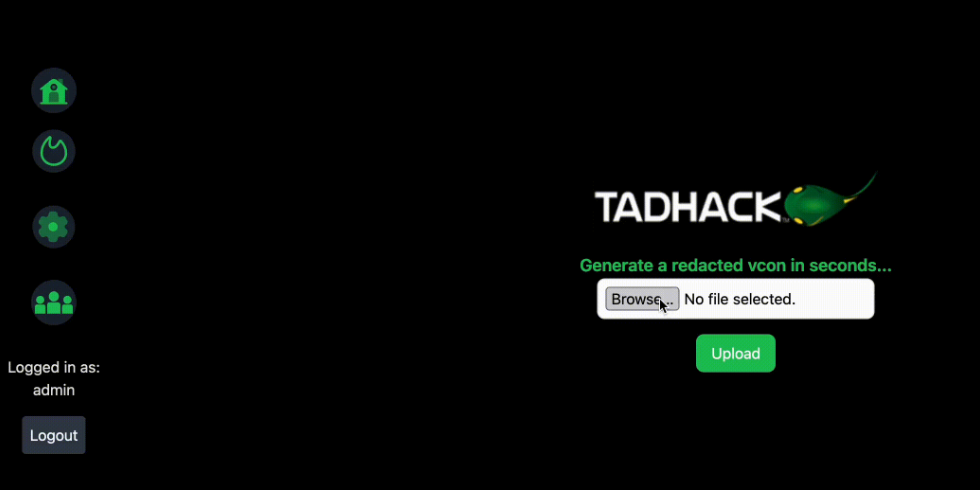 TADHACK
Generate a redacted vcon in seconds...
Browse... No file selected.
Upload
Logged in as:
admin
Logout